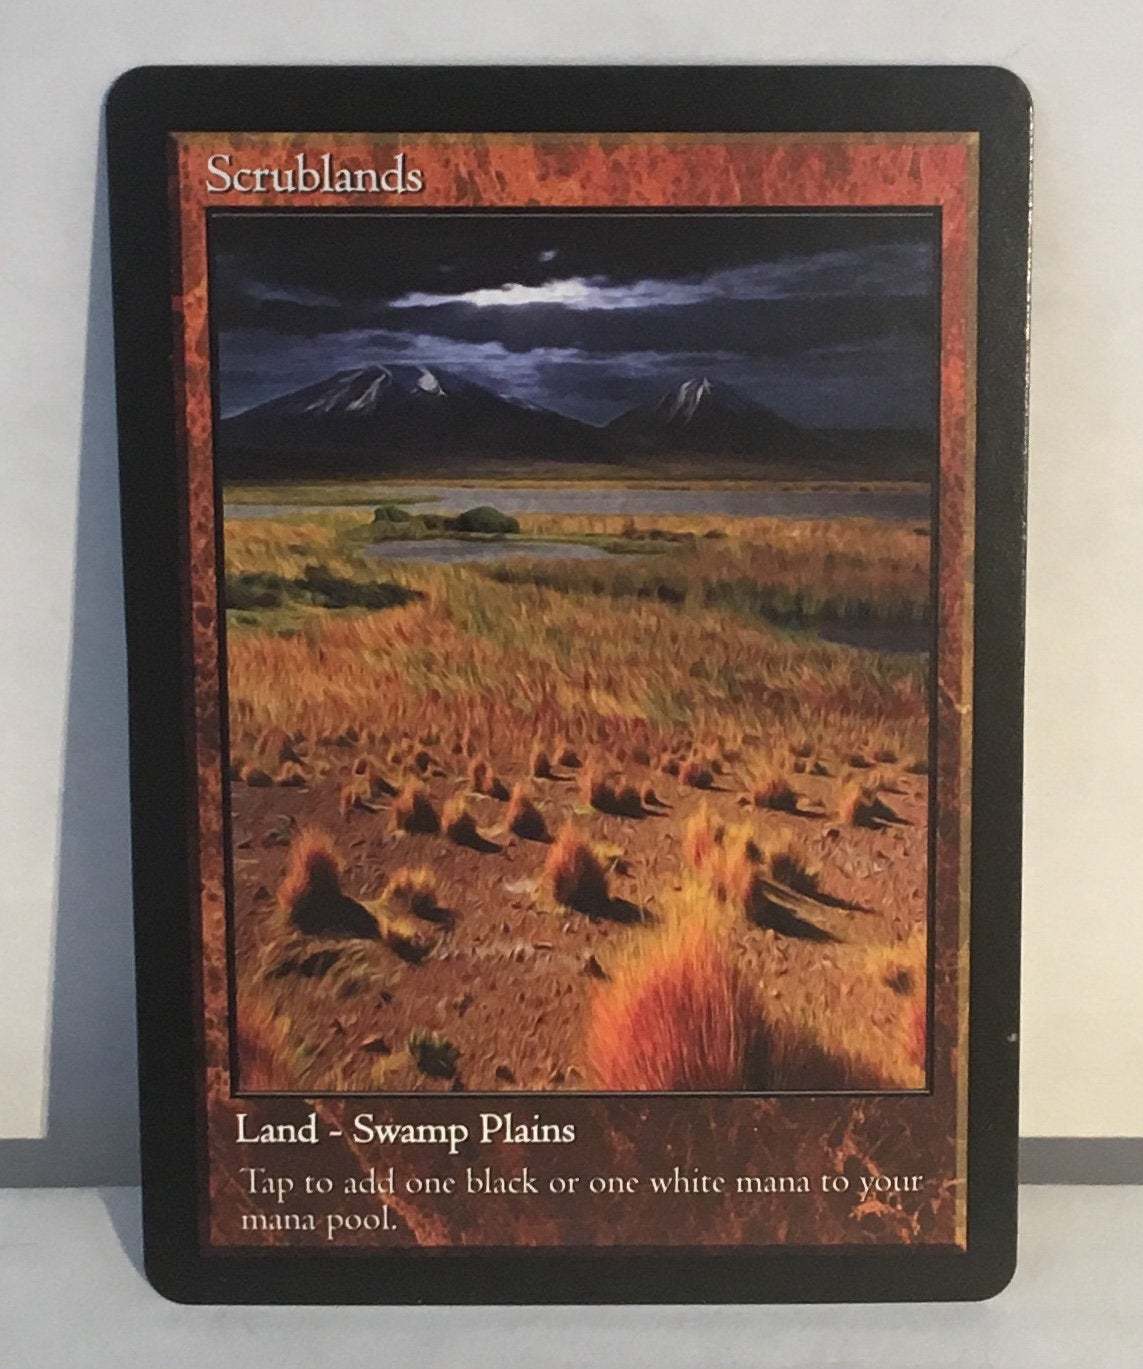 Scrublands
Land - Swamp Plains
Tap to add one black or one white mana to your
mana pool.